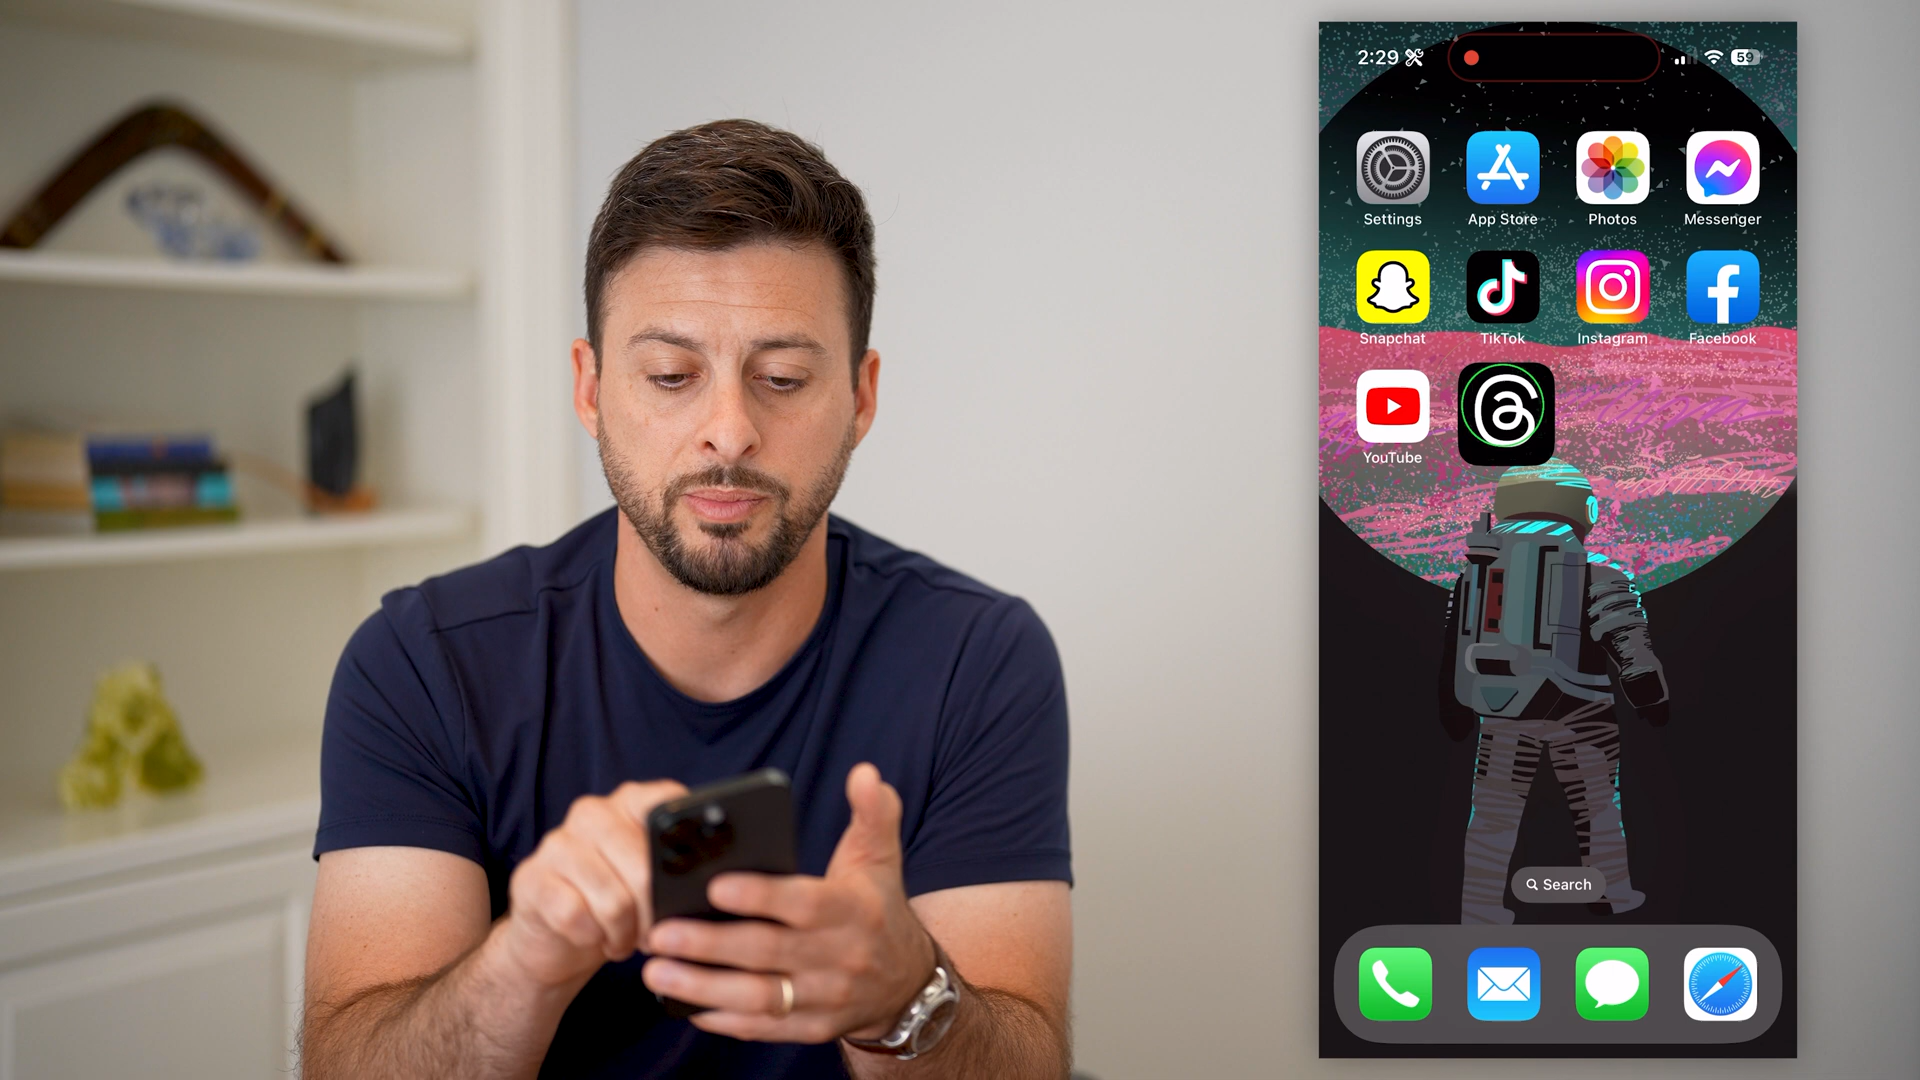 2:29
59
Settings App Store Photos Messenger
Snapchat TikTok Instagram Facebook
YouTube
Search